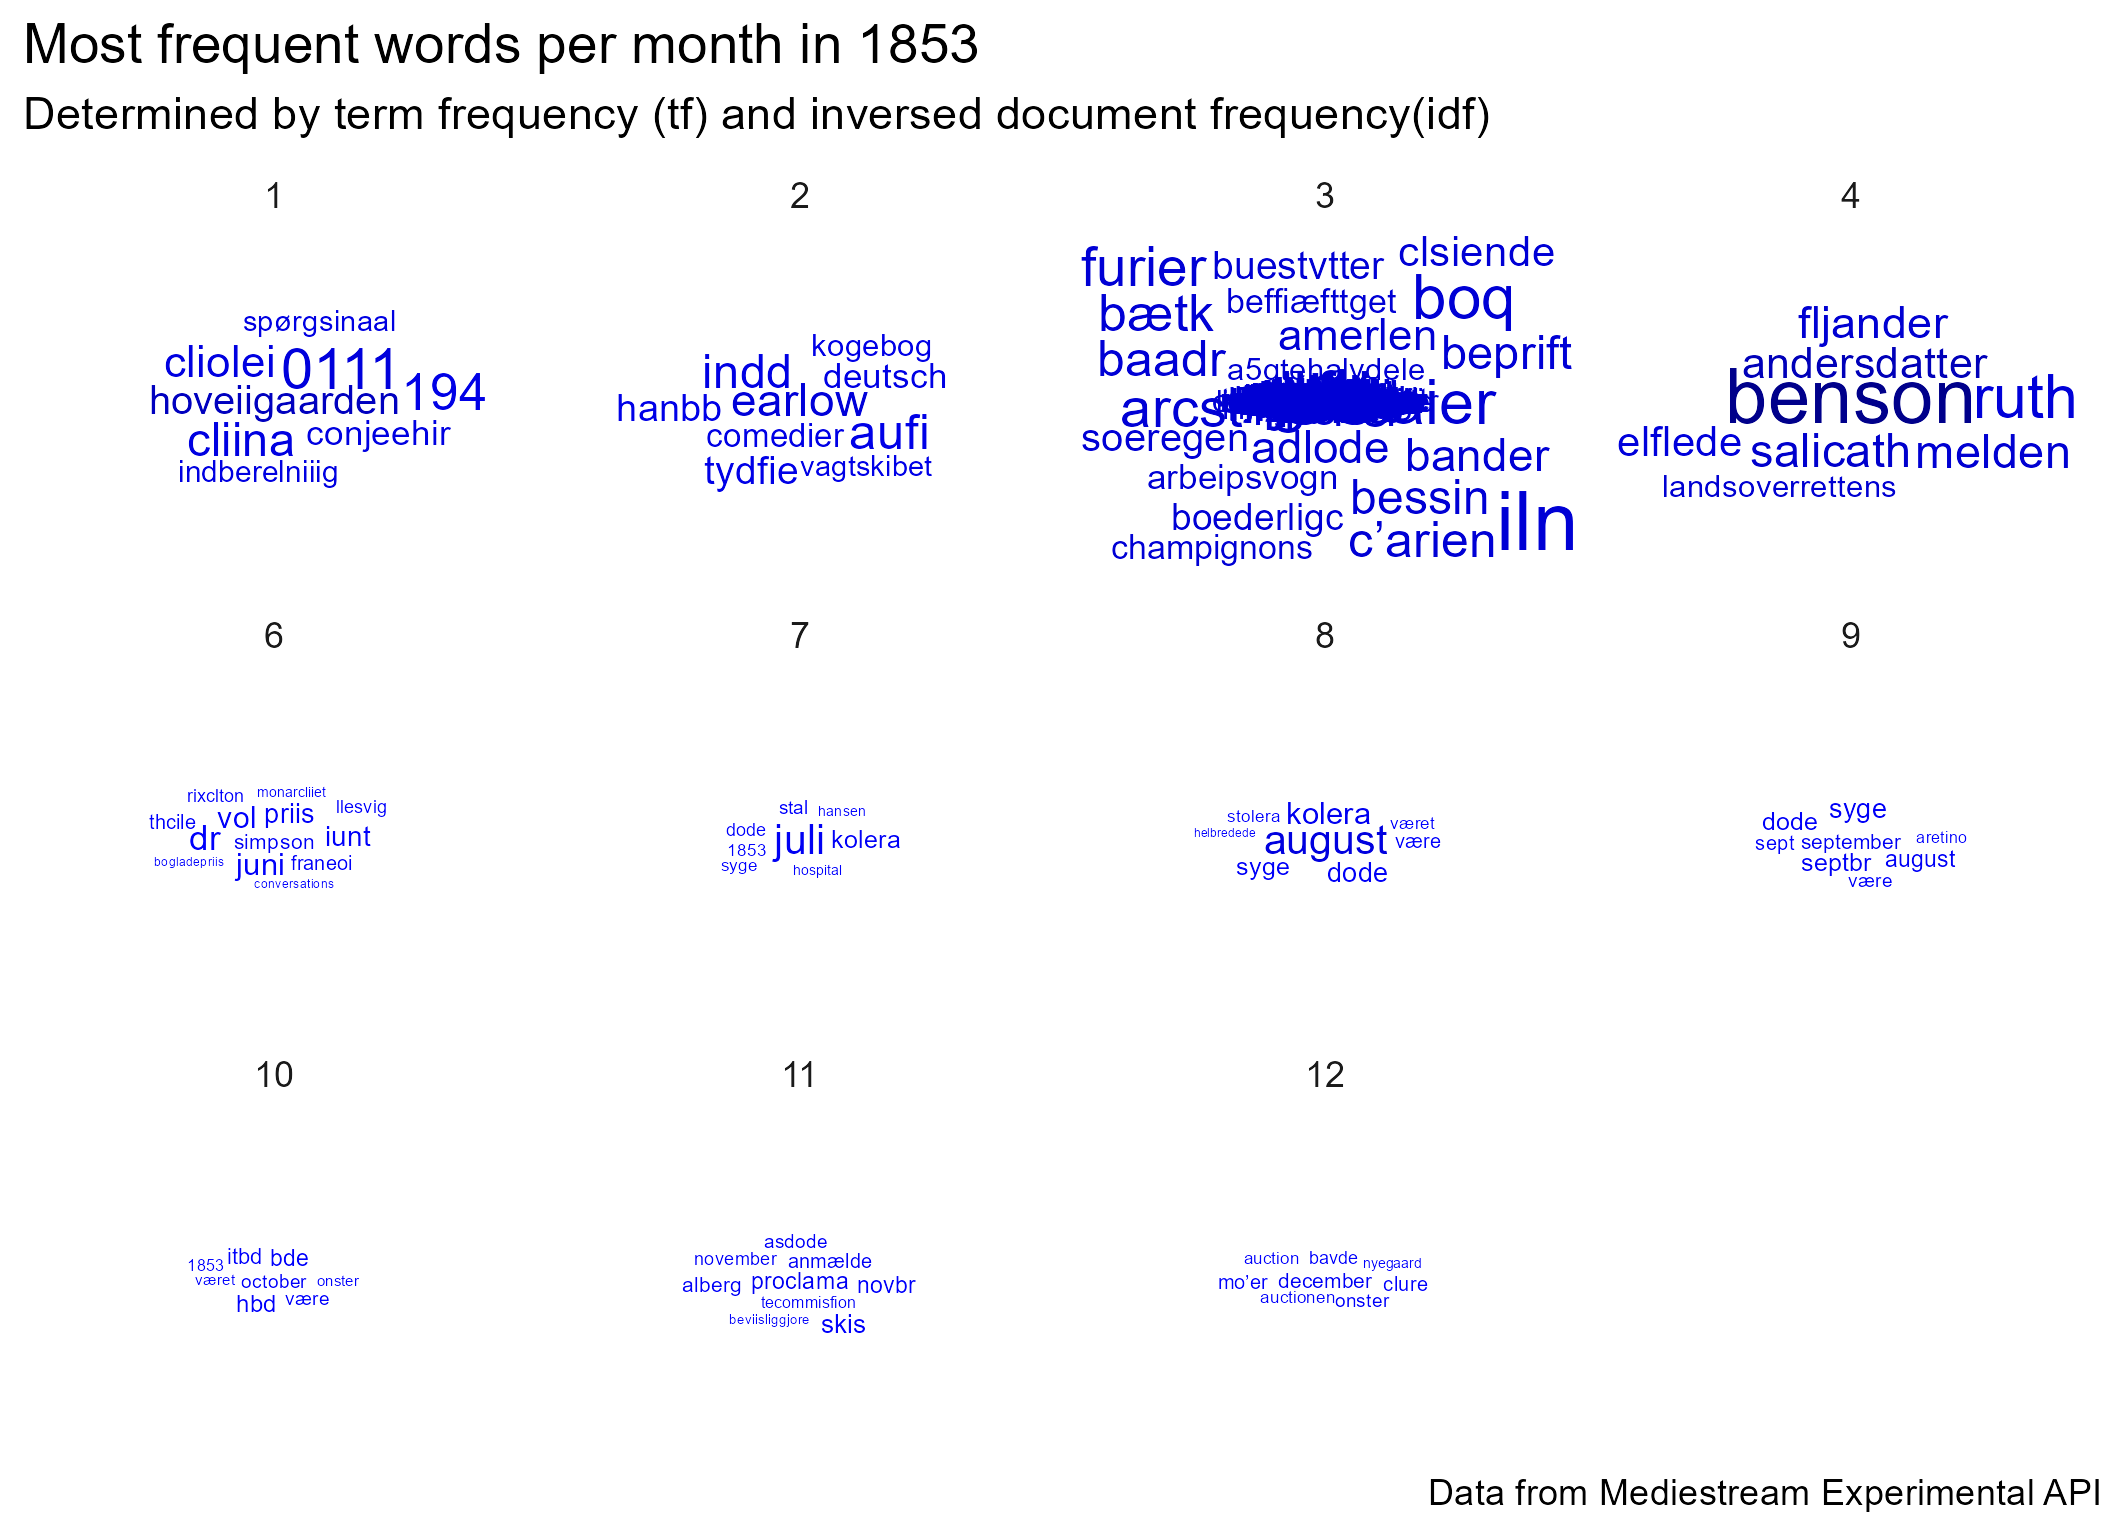 Most frequent words per month in 1853
Determined by term frequency (tf) and inversed document frequency(idf)
1
spørgsinaal
cliolei 0111 194
hoveiigaarden
cliina conjeehir
indberelniiig
2
kogebog
indd deutsch
hanbb earlow
comedier aufi
tydfie vagtskibet
3
furier buestvtter clsiende
bætk beffiæfttget boq
amerlen
baadr beprift
a5gtehalvdele
soeregen adlode bander
arbeipsvogn bessin
boederligc iln
champignons c’arien
4
fljander
andersdatter
benson ruth
elflede salicath melden
landsoverrettens
6
rixclton monarcliiet
thcile vol priis llesvig
dr simpson iunt
bogladepriis juni franeoi
conversations
7
stal hansen
dode juli kolera
1853
syge hospital
8
stolera kolera været
helbredede august være
syge dode
9
dode syge
sept september aretino
septbr august
være
10
1853 itbd bde
været october onster
hbd være
11
asdode
november anmælde
alberg proclama novbr
tecommisfion
beviisliggjore skis
12
auction bavde nyegaard
mo’er december clure
auctionen onster
Data from Mediestream Experimental API